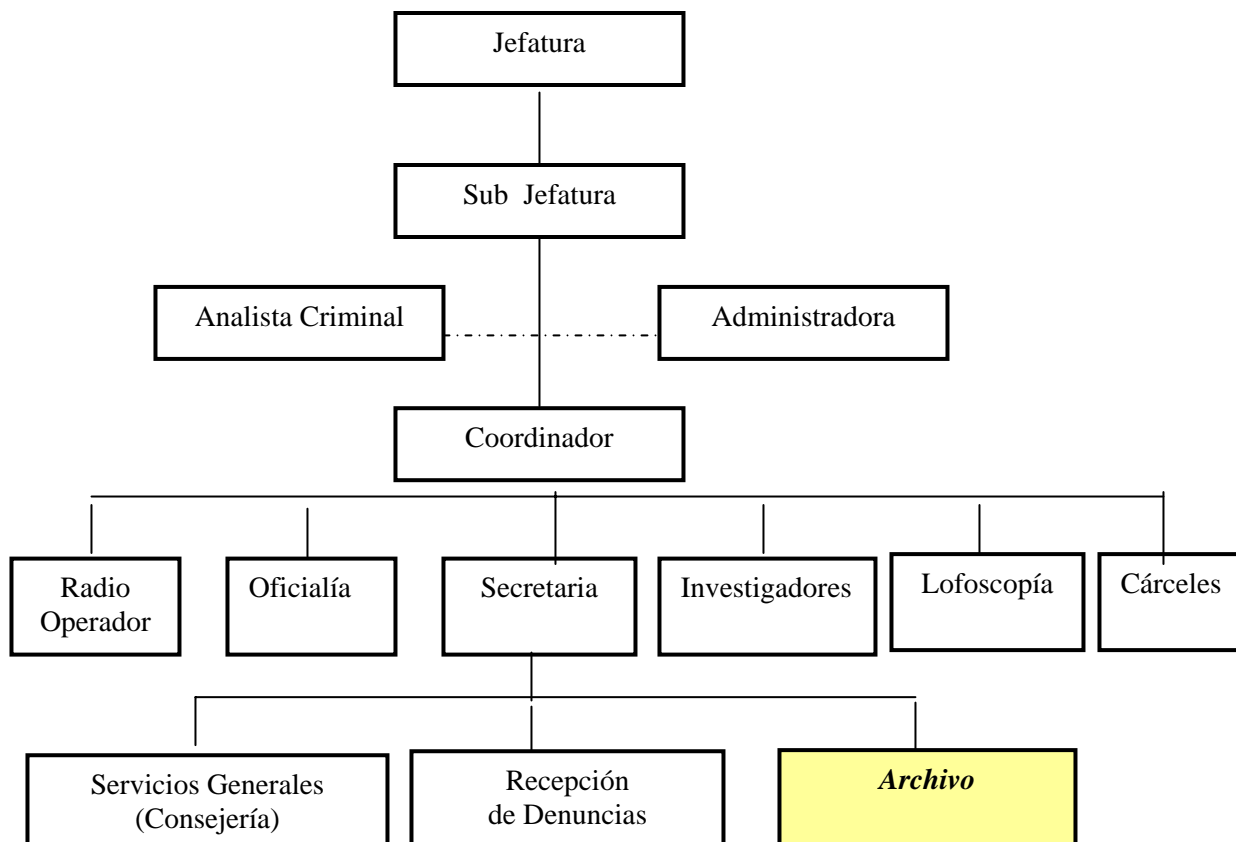 Jefatura
Sub Jefatura
Analista Criminal
Administradora
Coordinador
Radio
Operador
Oficialía
Secretaria
Investigadores
Lofoscopía
Cárceles
Servicios Generales
(Consejería)
Recepción
de Denuncias
Archivo